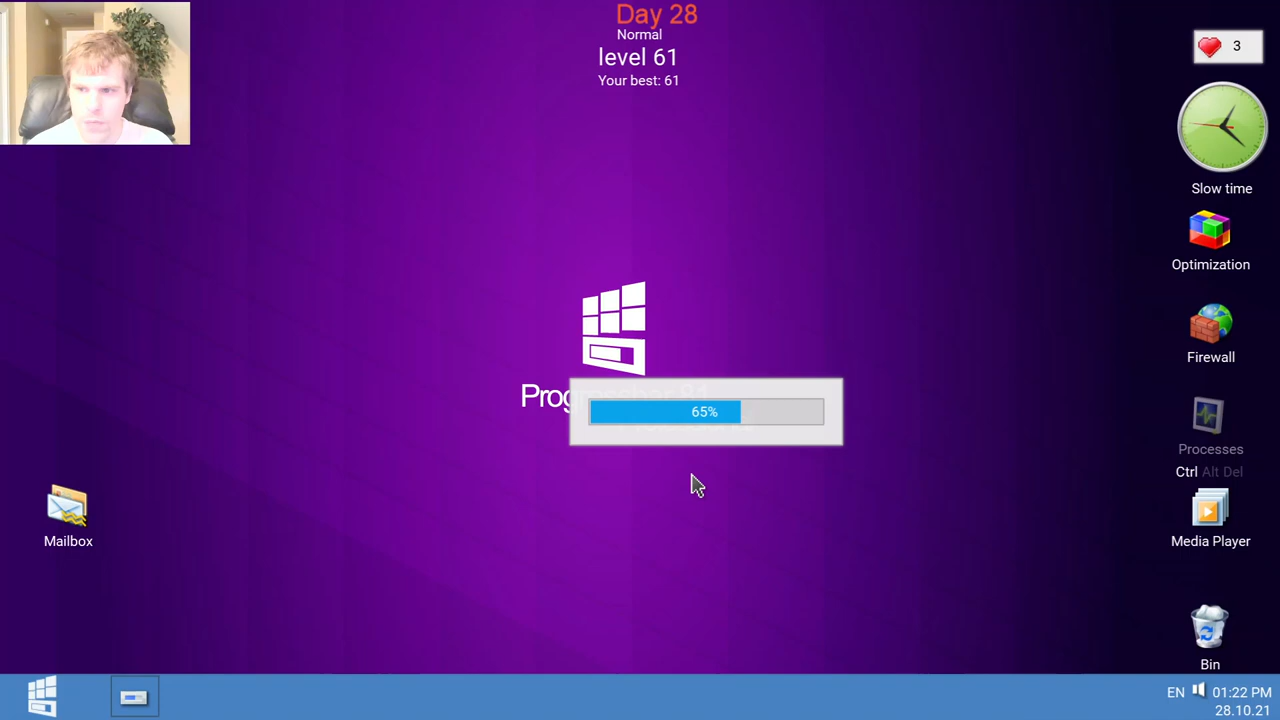 Day 28
Normal
level 61
Your best: 61
3
Slow time
Optimization
Firewall
Processes
Ctrl Alt Del
Media Player
Bin
Mailbox
65%
EN 01:22 PM
28.10.21